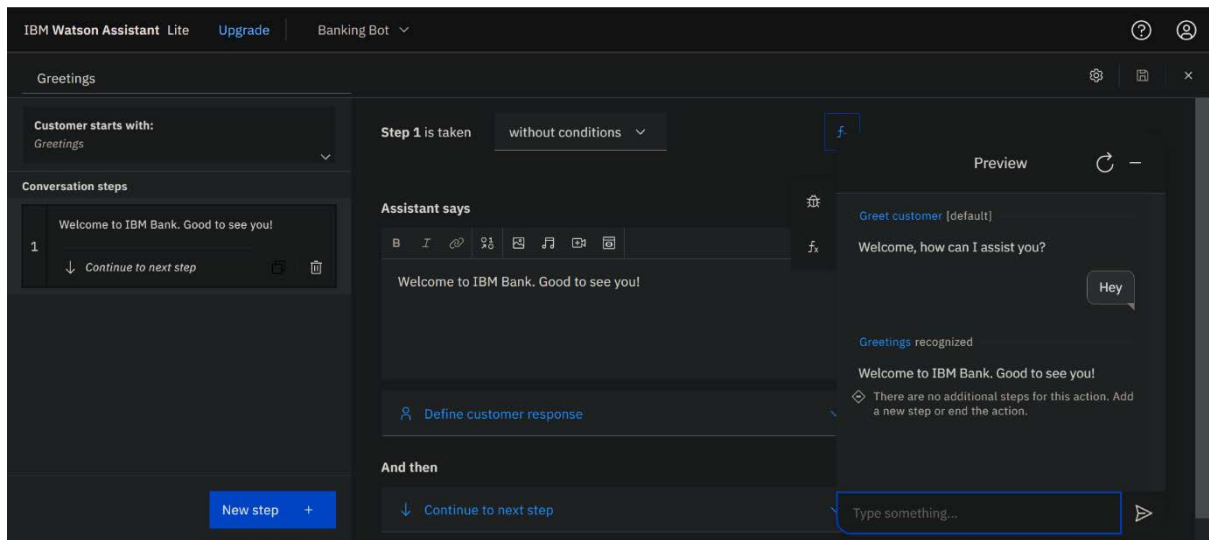 IBM Watson Assistant Lite Upgrade Banking Bot
Greetings
Customer starts with:
Greetings
Conversation steps
1
Welcome to IBM Bank. Good to see you!
Continue to next step
New step +
Step 1 is taken without conditions
Assistant says
B I
Welcome to IBM Bank. Good to see you!
Define customer response
And then
Continue to next step
fx
Preview
Greet customer [default]
Welcome, how can I assist you?
Hey
Greetings recognized
Welcome to IBM Bank. Good to see you!
There are no additional steps for this action. Add
a new step or end the action.
Type something...